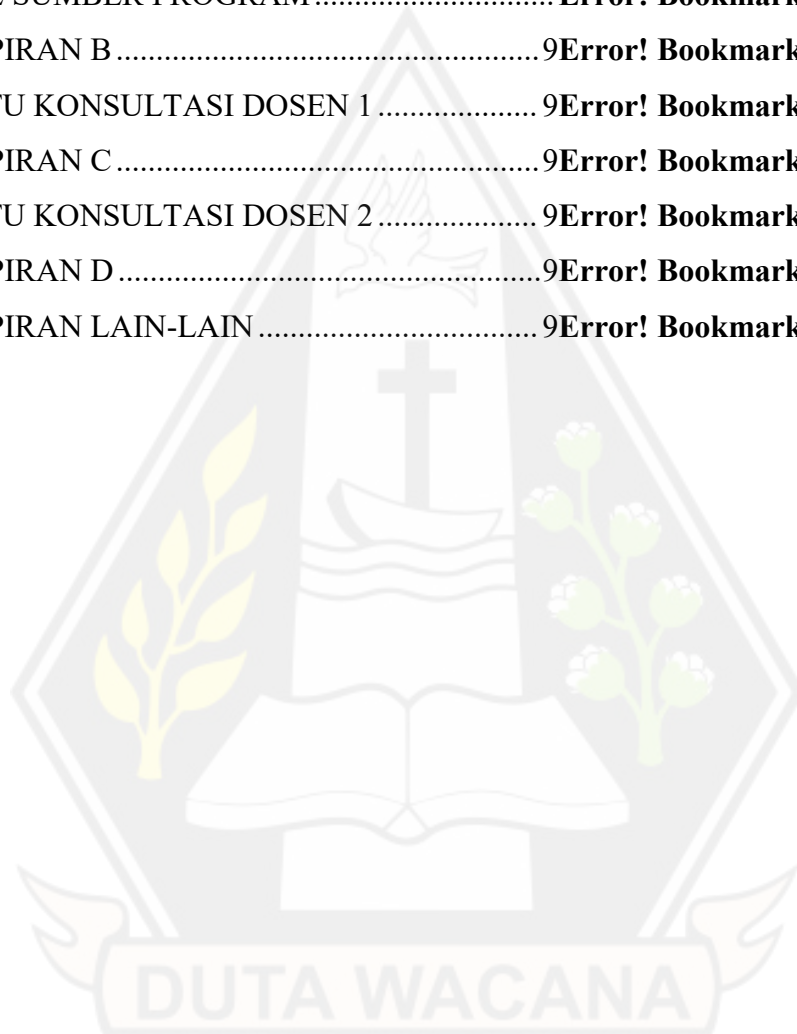 SUMBER PROGRAM ........................................ Error! Bookmark
PIRAN B ........................................................... 9Error! Bookmark
TU KONSULTASI DOSEN 1 .................... 9Error! Bookmark
PIRAN C ........................................................... 9Error! Bookmark
TU KONSULTASI DOSEN 2 .................... 9Error! Bookmark
PIRAN D ........................................................... 9Error! Bookmark
PIRAN LAIN-LAIN ................................... 9Error! Bookmark
DUTA WACANA